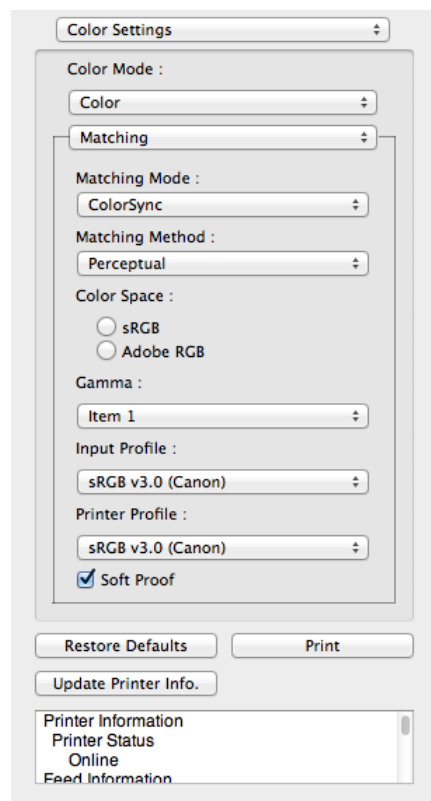 Color Settings
Color Mode :
Color
Matching
Matching Mode :
ColorSync
Matching Method :
Perceptual
Color Space :
sRGB
Adobe RGB
Gamma :
Item 1
Input Profile :
sRGB v3.0 (Canon)
Printer Profile :
sRGB v3.0 (Canon)
Soft Proof
Restore Defaults Print
Update Printer Info.
Printer Information
Printer Status
Online
Feed Information